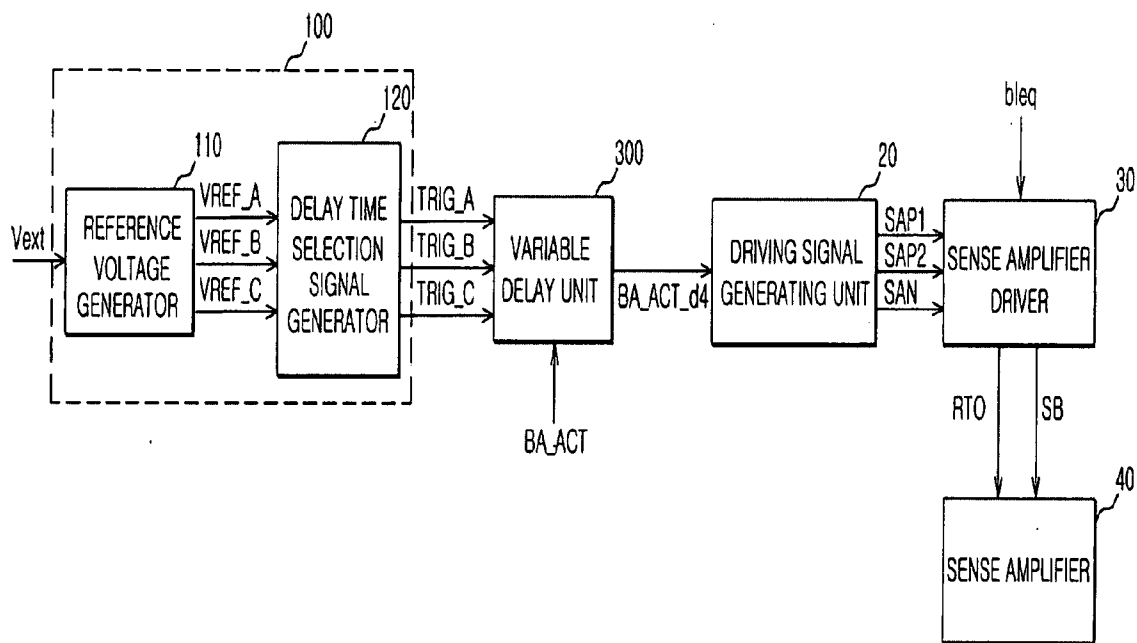 100
120
110
300
20
bleq
30
Vext
REFERENCE
VOLTAGE
GENERATOR
VREF_A
VREF_B
VREF_C
DELAY TIME
SELECTION
SIGNAL
GENERATOR
TRIG_A
TRIG_B
TRIG_C
VARIABLE
DELAY UNIT
BA_ACT
BA_ACT_d4
DRIVING SIGNAL
GENERATING UNIT
SAP1
SAP2
SAN
SENSE AMPLIFIER
DRIVER
RTO
SB
40
SENSE AMPLIFIER